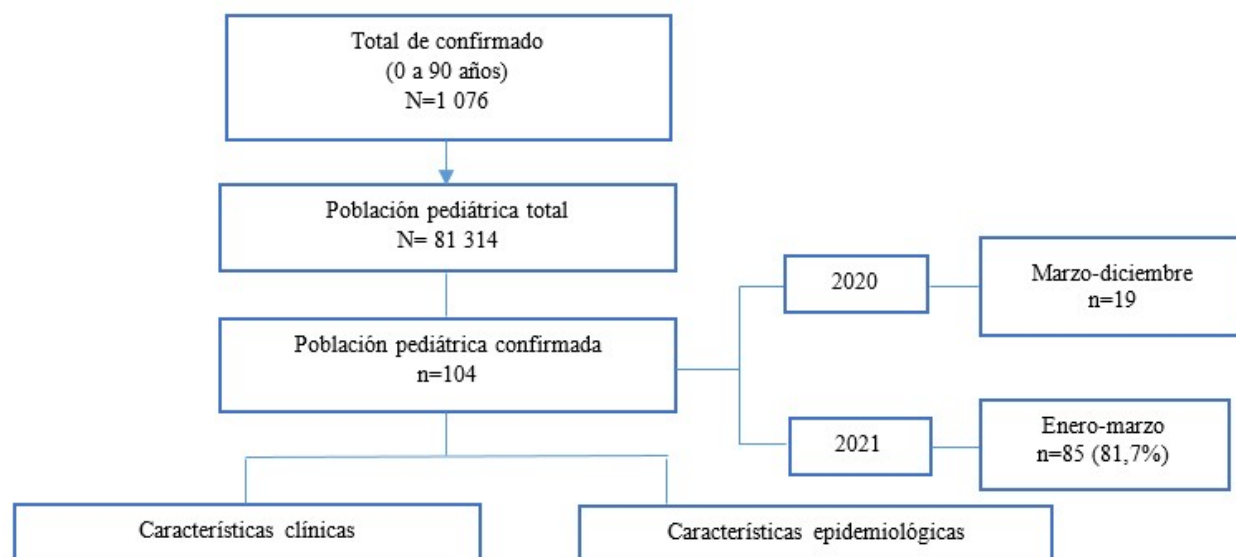 Total de confirmado
(0 a 90 años)
N=1 076
Población pediátrica total
N= 81 314
Población pediátrica confirmada
n=104
2020
Marzo-diciembre
n=19
2021
Enero-marzo
n=85 (81,7%)
Características clínicas
Características epidemiológicas